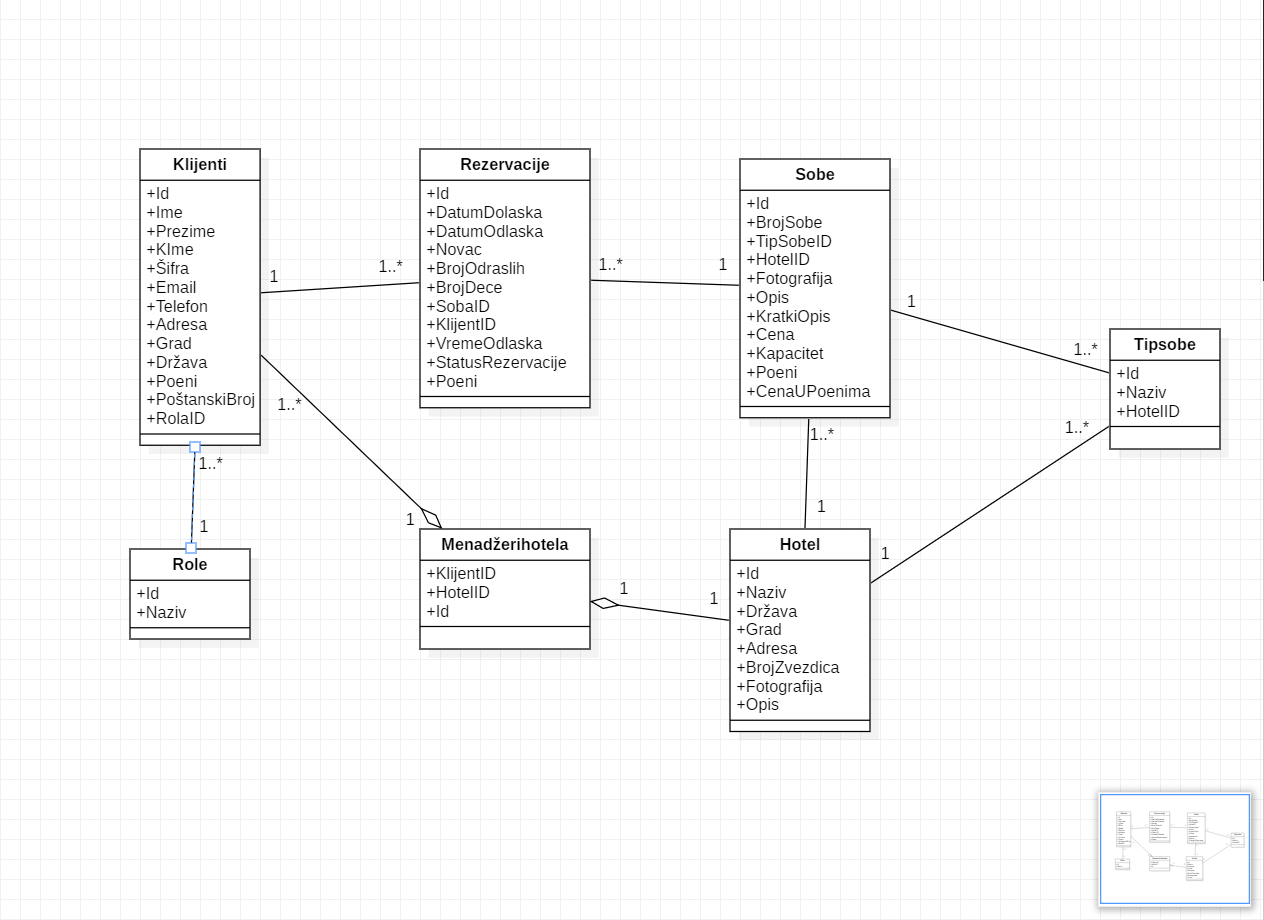 Klijenti
+Id
+Ime
+Prezime
+KIme
+Šifra
+Email
+Telefon
+Adresa
+Grad
+Država
+Poeni
+PoštanskiBroj
+RolaID
1
1..*
Rezervacije
+Id
+DatumDolaska
+DatumOdlaska
+Novac
+BrojOdraslih
+BrojDece
+SobaID
+KlijentID
+VremeOdlaska
+StatusRezervacije
+Poeni
1..*
1
Sobe
+Id
+BrojSobe
+TipSobeID
+HotelID
+Fotografija
+Opis
+KratkiOpis
+Cena
+Kapacitet
+Poeni
+CenaUPoenima
1
1..*
Tipsobe
+Id
+Naziv
+HotelID
1..*
1
1..*
1
1..*
1
Role
+Id
+Naziv
1..*
1
Menadžerihotela
+KlijentID
+HotelID
+Id
1
1
Hotel
+Id
+Naziv
+Država
+Grad
+Adresa
+BrojZvezdica
+Fotografija
+Opis